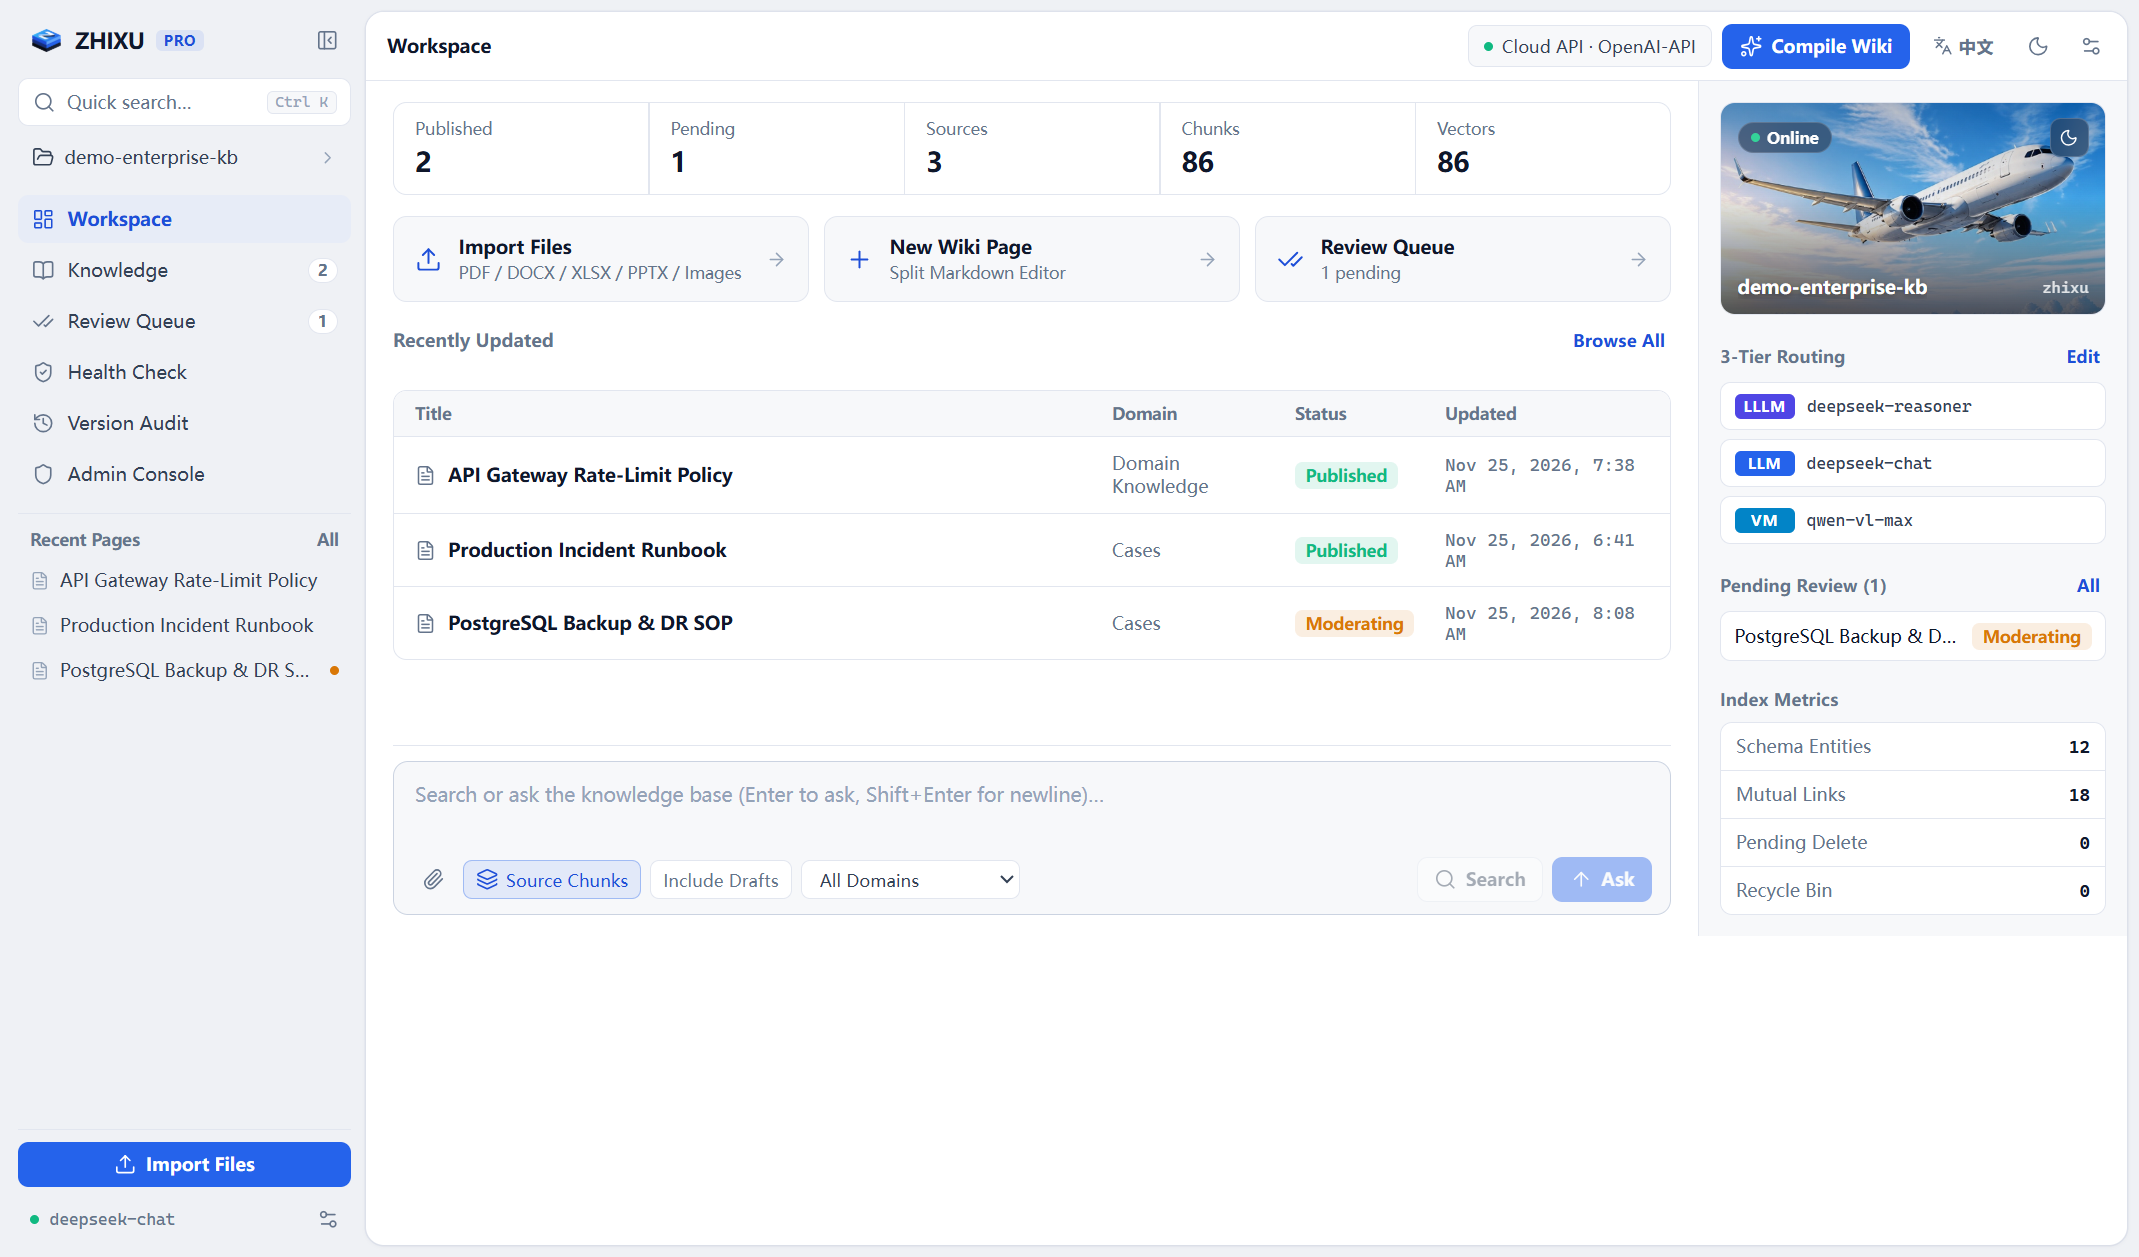 ZHIXU PRO
Quick search... Ctrl K
demo-enterprise-kb
Workspace
Knowledge 2
Review Queue 1
Health Check
Version Audit
Admin Console
Recent Pages All
API Gateway Rate-Limit Policy
Production Incident Runbook
PostgreSQL Backup & DR S...
Import Files
deepseek-chat
Workspace
Cloud API · OpenAI-API
Compile Wiki
中文
Published
2
Pending
1
Sources
3
Chunks
86
Vectors
86
Import Files
PDF / DOCX / XLSX / PPTX / Images
New Wiki Page
Split Markdown Editor
Review Queue
1 pending
Recently Updated Browse All
Title Domain Status Updated
API Gateway Rate-Limit Policy Domain Knowledge Published Nov 25, 2026, 7:38 AM
Production Incident Runbook Cases Published Nov 25, 2026, 6:41 AM
PostgreSQL Backup & DR SOP Cases Moderating Nov 25, 2026, 8:08 AM
Search or ask the knowledge base (Enter to ask, Shift+Enter for newline)...
Source Chunks Include Drafts All Domains Search Ask
Online
demo-enterprise-kb zhixu
3-Tier Routing Edit
LLLM deepseek-reasoner
LLM deepseek-chat
VM qwen-vl-max
Pending Review (1) All
PostgreSQL Backup & D... Moderating
Index Metrics
Schema Entities 12
Mutual Links 18
Pending Delete 0
Recycle Bin 0